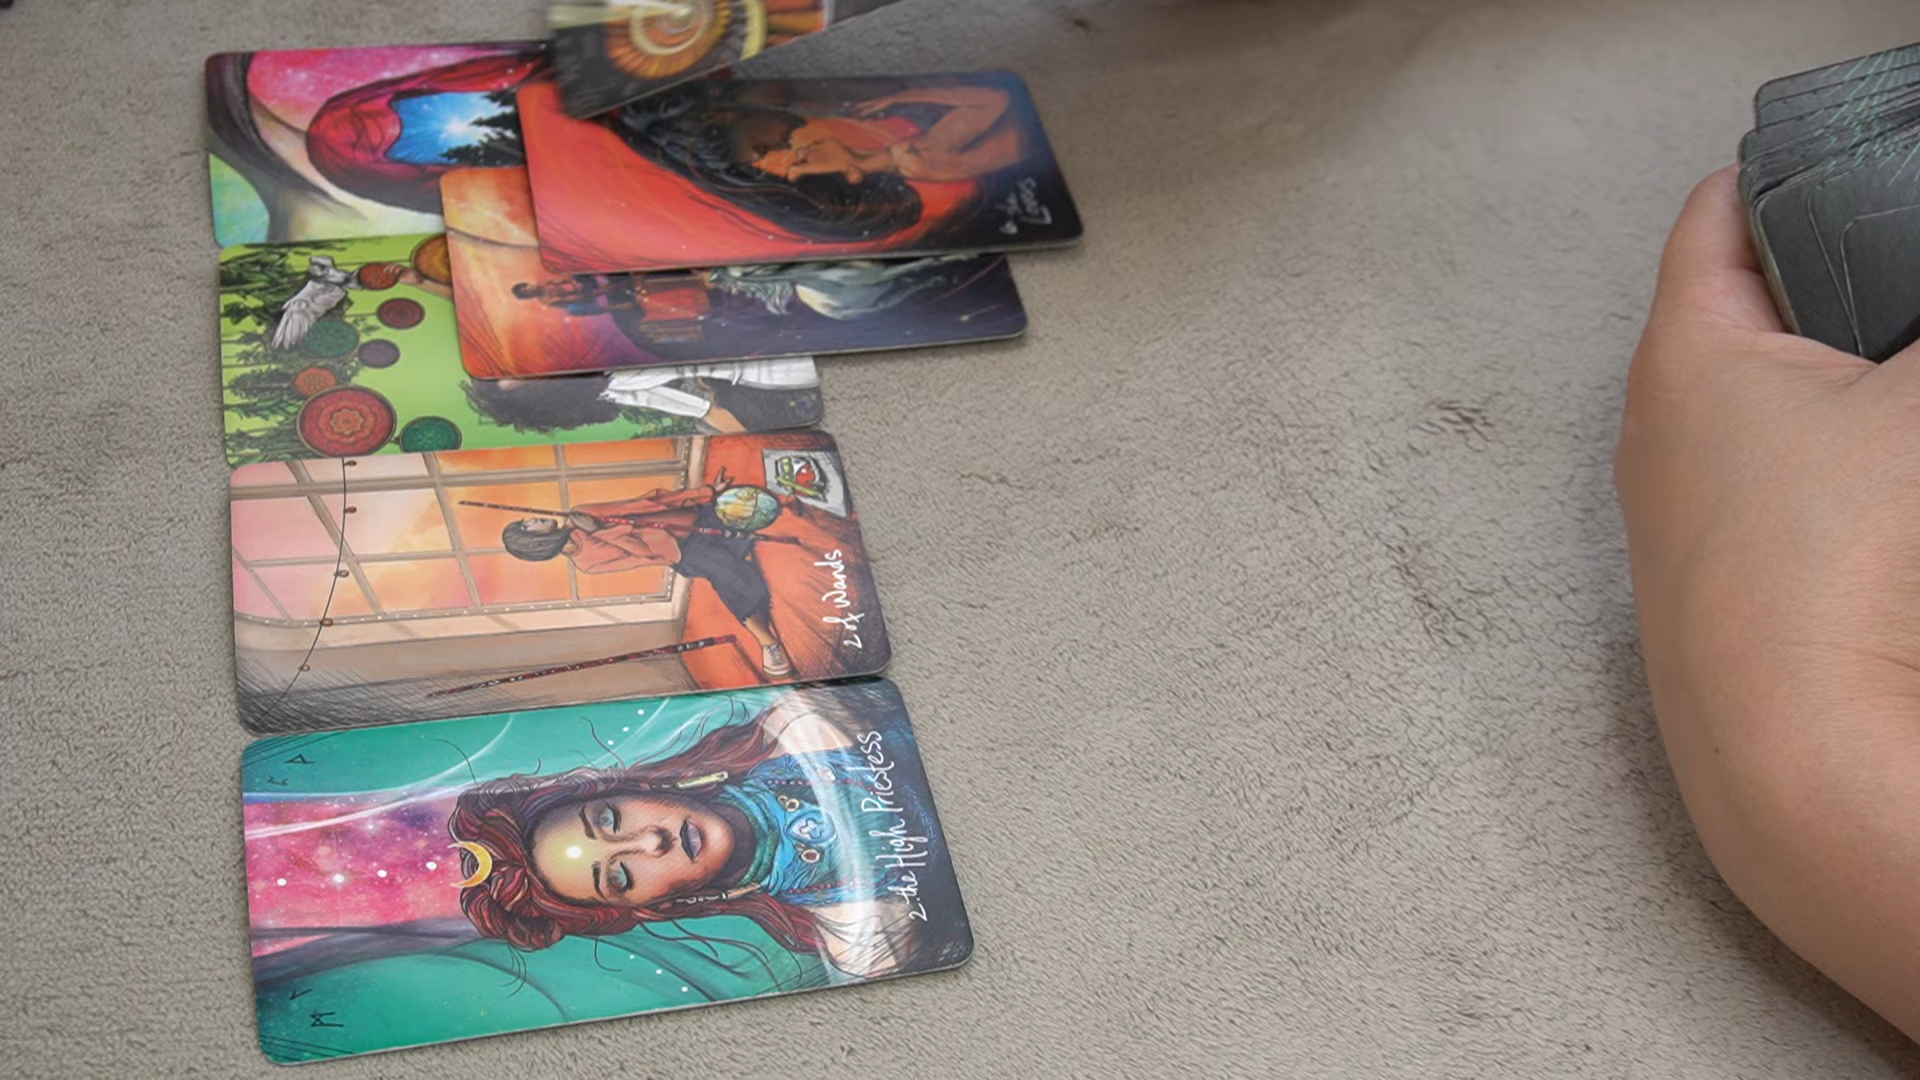 6. the
Lovers
2 of Wands
2. the High Priestess